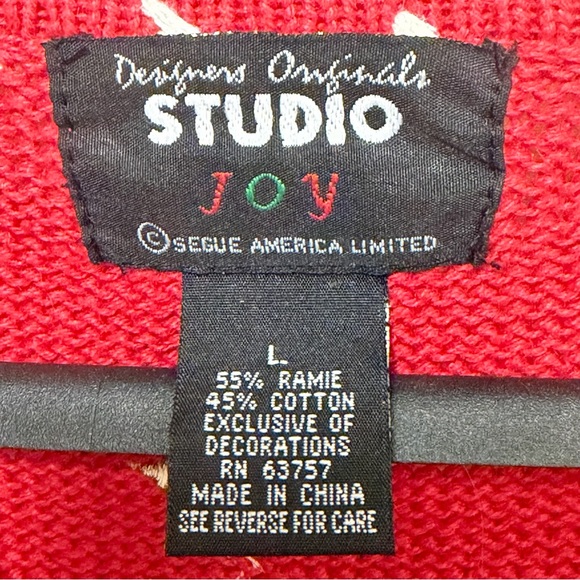 Designers Originals
STUDIO
JOY
©SEGUE AMERICA LIMITED
L.
55% RAMIE
45% COTTON
EXCLUSIVE OF
DECORATIONS
RN 63757
MADE IN CHINA
SEE REVERSE FOR CARE